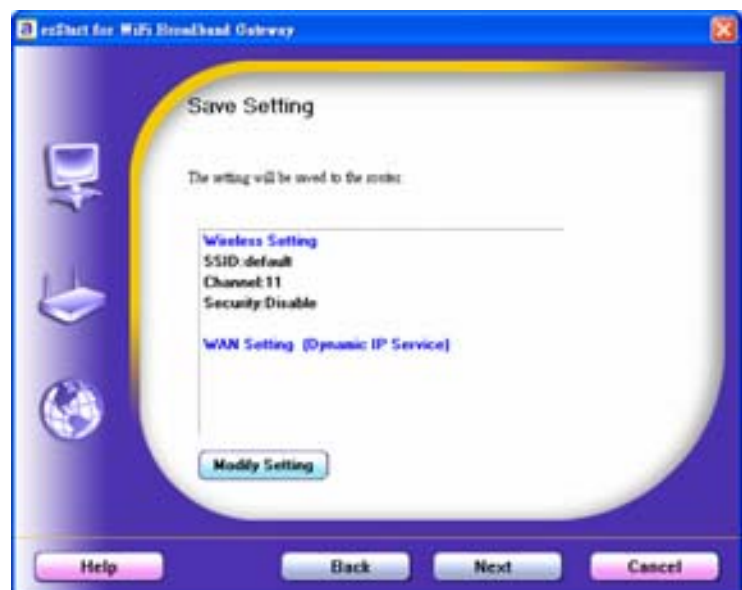 ezStart for WiFi Broadband Gateway
Save Setting
The setting will be saved to the router:
Wireless Setting
SSID:default
Channel:11
Security:Disable
WAN Setting (Dynamic IP Service)
Modify Setting
Help
Back
Next
Cancel